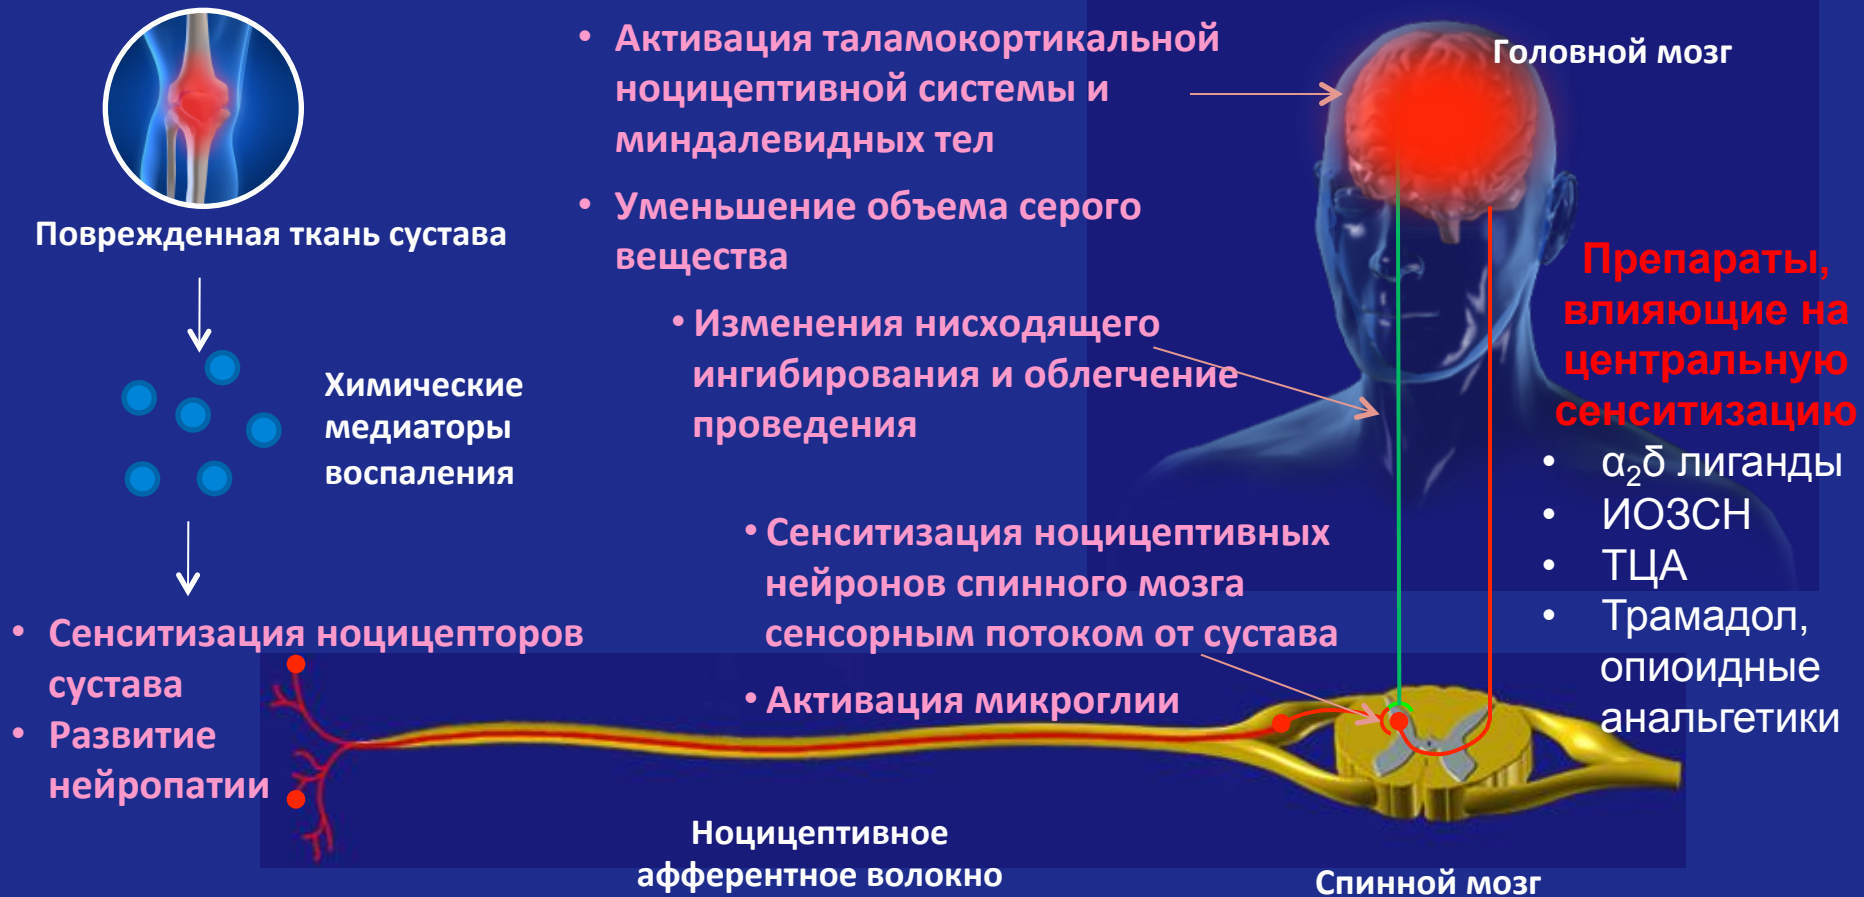 Поврежденная ткань сустава
Химические
медиаторы
воспаления
• Сенситизация ноцицепторов
сустава
• Развитие
нейропатии
• Активация таламокортикальной
ноцицептивной системы и
миндалевидных тел
• Уменьшение объема серого
вещества
• Изменения нисходящего
ингибирования и облегчение
проведения
• Сенситизация ноцицептивных
нейронов спинного мозга
сенсорным потоком от сустава
• Активация микроглии
Ноцицептивное
афферентное волокно
Головной мозг
Препараты,
влияющие на
центральную
сенситизацию
• α₂δ лиганды
• ИОЗСН
• ТЦА
• Трамадол,
опиоидные
анальгетики
Спинной мозг